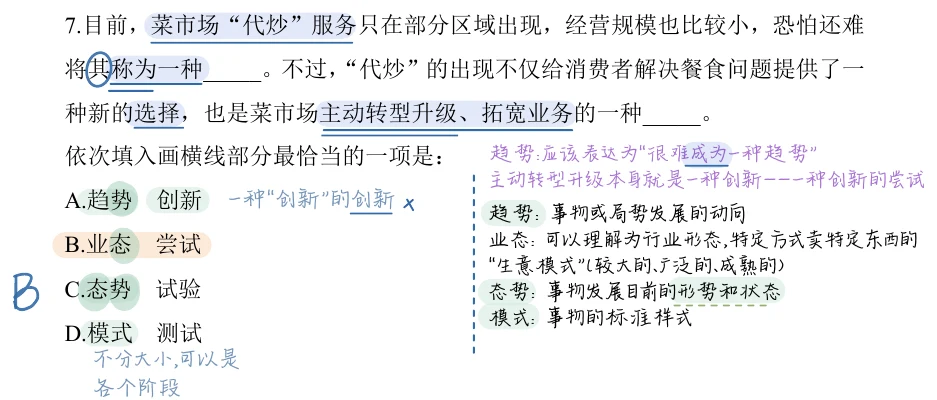 7.目前，菜市场“代炒”服务只在部分区域出现，经营规模也比较小，恐怕还难
将其称为一种_____。不过，“代炒”的出现不仅给消费者解决餐食问题提供了一
种新的选择，也是菜市场主动转型升级、拓宽业务的一种_____。
依次填入画横线部分最恰当的一项是：
A.趋势 创新 一种“创新”的创新 x
B.业态 尝试
C.态势 试验
D.模式 测试
B
不分大小,可以是
各个阶段
趋势:应该表达为“很难成为一种趋势”
主动转型升级本身就是一种创新——一种创新的尝试
趋势: 事物或局势发展的动向
业态: 可以理解为行业形态,特定方式卖特定东西的
“生意模式”(较大的、广泛的、成熟的)
态势: 事物发展目前的形势和状态
模式: 事物的标准样式